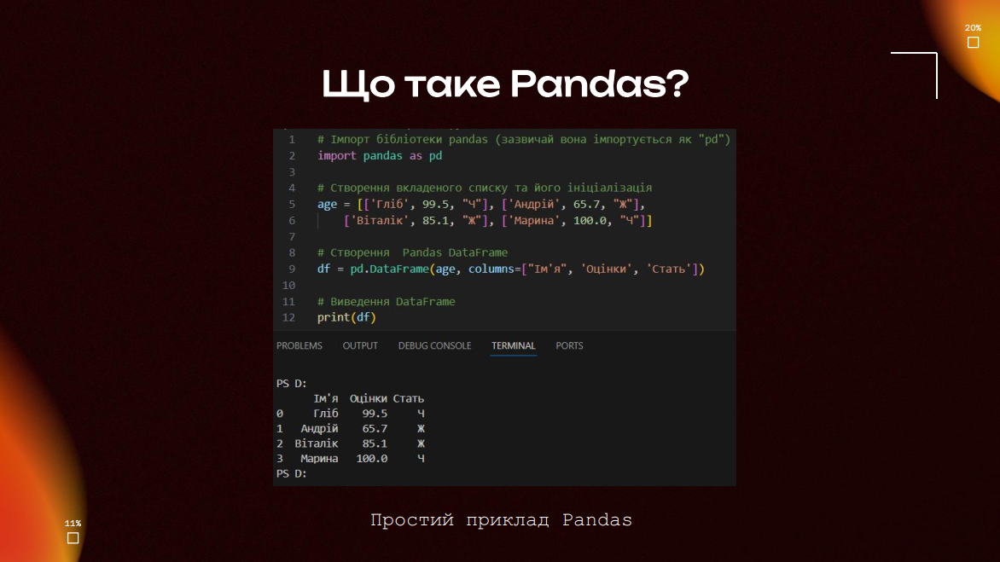 20%
Що таке Pandas?
1 # Імпорт бібліотеки pandas (зазвичай вона імпортується як "pd")
2 import pandas as pd
3
4 # Створення вкладеного списку та його ініціалізація
5 age = [['Гліб', 99.5, "Ч"], ['Андрій', 65.7, "Ж"],
6     ['Віталік', 85.1, "Ж"], ['Марина', 100.0, "Ч"]]
7
8 # Створення  Pandas DataFrame
9 df = pd.DataFrame(age, columns=["Ім'я", 'Оцінки', 'Стать'])
10
11 # Виведення DataFrame
12 print(df)
PROBLEMS OUTPUT DEBUG CONSOLE TERMINAL PORTS
PS D:
Ім'я Оцінки Стать
0 Гліб 99.5 Ч
1 Андрій 65.7 Ж
2 Віталік 85.1 Ж
3 Марина 100.0 Ч
PS D:
Простий приклад Pandas
11%